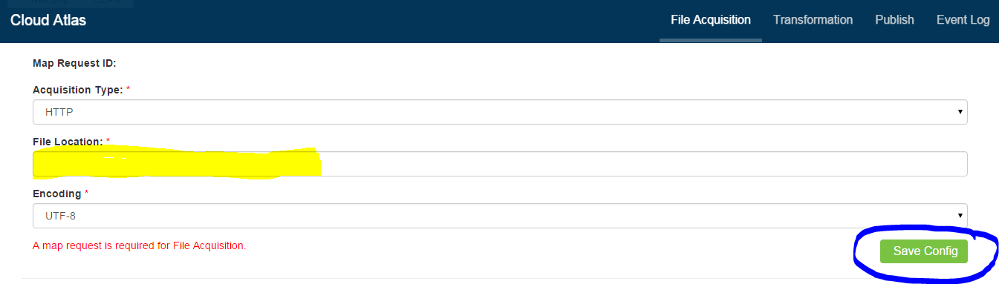 Cloud Atlas
File Acquisition Transformation Publish Event Log
Map Request ID:
Acquisition Type: *
HTTP
File Location: *
Encoding *
UTF-8
A map request is required for File Acquisition.
Save Config